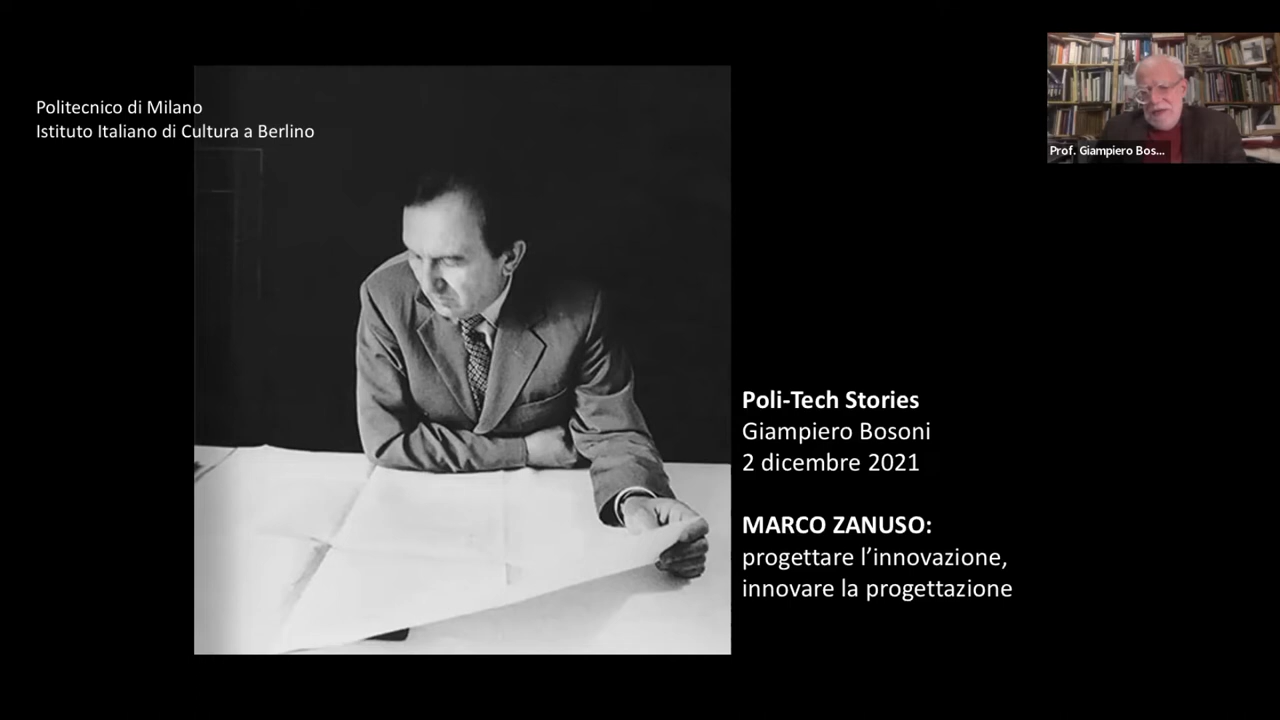 Politecnico di Milano
Istituto Italiano di Cultura a Berlino
Prof. Giampiero Bos...
Poli-Tech Stories
Giampiero Bosoni
2 dicembre 2021
MARCO ZANUSO:
progettare l’innovazione,
innovare la progettazione